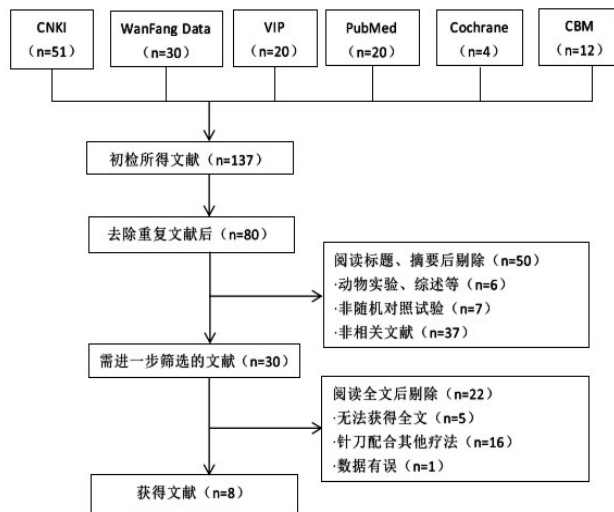 CNKI
（n=51）
WanFang Data
（n=30）
VIP
（n=20）
PubMed
（n=20）
Cochrane
（n=4）
CBM
（n=12）
初检所得文献（n=137）
去除重复文献后（n=80）
阅读标题、摘要后剔除（n=50）
·动物实验、综述等（n=6）
·非随机对照试验（n=7）
·非相关文献（n=37）
需进一步筛选的文献（n=30）
阅读全文后剔除（n=22）
·无法获得全文（n=5）
·针刀配合其他疗法（n=16）
·数据有误（n=1）
获得文献（n=8）